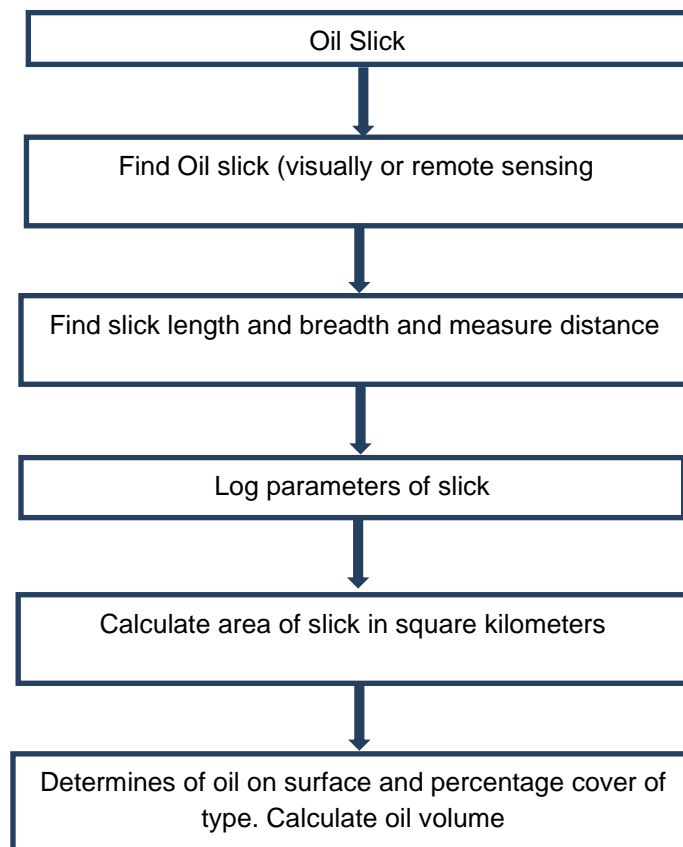 Oil Slick
Find Oil slick (visually or remote sensing
Find slick length and breadth and measure distance
Log parameters of slick
Calculate area of slick in square kilometers
Determines of oil on surface and percentage cover of
type. Calculate oil volume